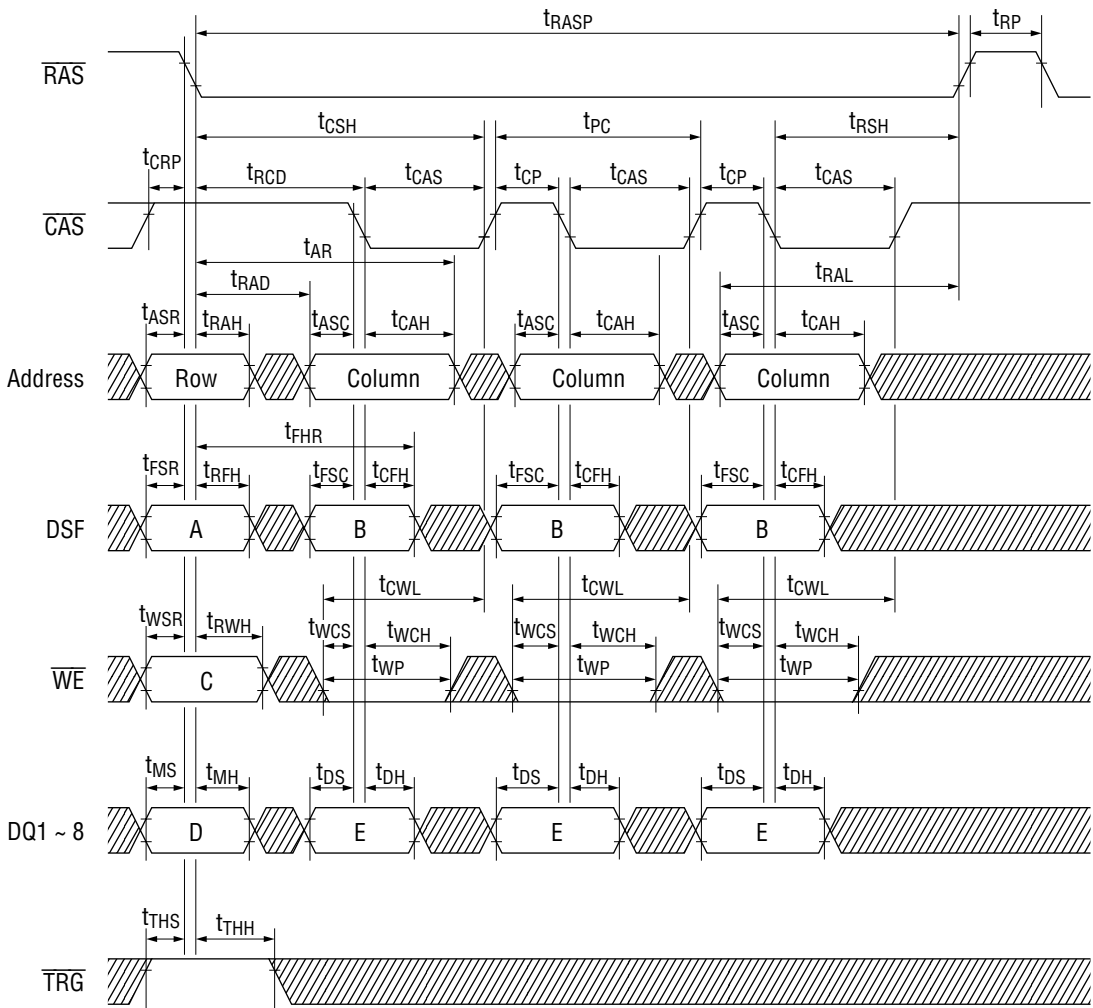 tRASP tRP
RAS
tCSH tPC tRSH
tCRP tRCD tCAS tCP tCAS tCP tCAS
CAS
tAR
tRAD tRAL
tASR tRAH tASC tCAH tASC tCAH tASC tCAH
Address Row Column Column Column
tFHR
tFSR tRFH tFSC tCFH tFSC tCFH tFSC tCFH
DSF A B B B
tCWL tCWL tCWL
tWSR tRWH tWCS tWCH tWCS tWCH tWCS tWCH
tWP tWP tWP
WE C
tMS tMH tDS tDH tDS tDH tDS tDH
DQ1 ~ 8 D E E E
tTHS tTHH
TRG